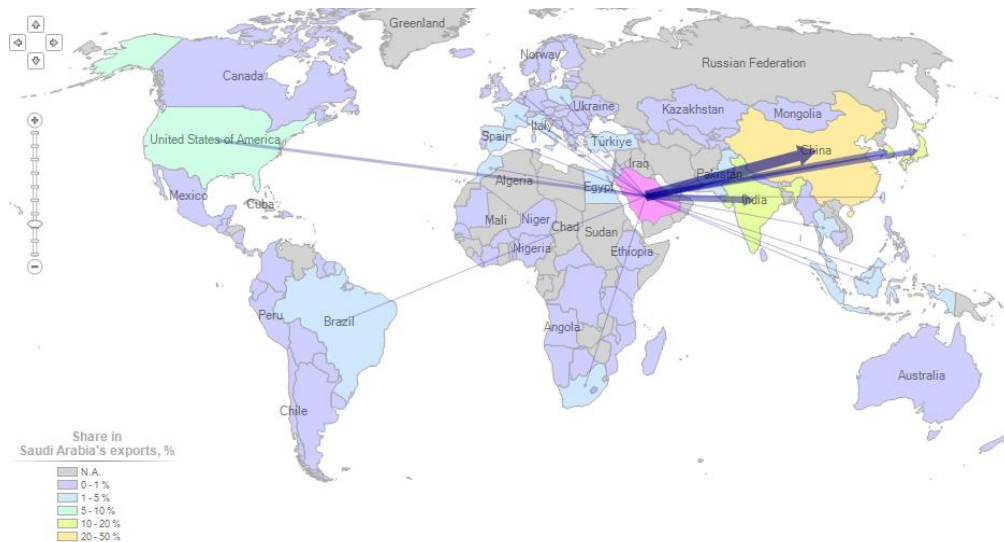 Greenland
Norway
Russian Federation
Canada
Ukraine
Kazakhstan
Mongolia
Italy
United States of America
Spain
Türkiye
China
Iraq
Pakistan
Algeria
Egypt
Mexico
India
Cuba
Mali
Niger
Chad
Sudan
Nigeria
Ethiopia
Peru
Brazil
Angola
Australia
Chile
Share in
Saudi Arabia's exports, %
N.A.
0 - 1 %
1 - 5 %
5 - 10 %
10 - 20 %
20 - 50 %